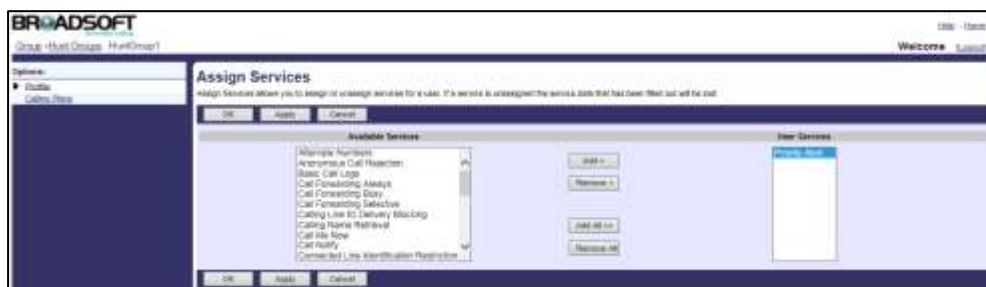 BROADSOFT
Help - Home
Group >Hunt Groups HuntGroup1
Welcome [Logout]
Options:
Profile
Calling Plans
Assign Services
Assign Services allows you to assign or unassign services for a user. If a service is unassigned the service data that has been filled out will be lost.
OK Apply Cancel
Available Services
User Services
Alternate Numbers
Anonymous Call Rejection
Basic Call Logs
Call Forwarding Always
Call Forwarding Busy
Call Forwarding Selective
Calling Line ID Delivery Blocking
Calling Name Retrieval
Call Me Now
Call Notify
Connected Line Identification Restriction
Add >
Remove <
Add All >>
Remove All
Priority Alert
OK Apply Cancel